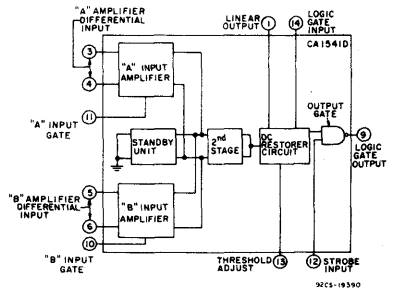 "A" AMPLIFIER
DIFFERENTIAL
INPUT
LINEAR
OUTPUT
1
14
LOGIC
GATE
INPUT
CA1541D
3
4
"A" INPUT
AMPLIFIER
11
"A" INPUT
GATE
STANDBY
UNIT
2nd
STAGE
DC
RESTORER
CIRCUIT
OUTPUT
GATE
9
LOGIC
GATE
OUTPUT
"B" AMPLIFIER
DIFFERENTIAL
INPUT
5
6
"B" INPUT
AMPLIFIER
10
"B" INPUT
GATE
THRESHOLD
ADJUST
13
12
STROBE
INPUT
92CS-19390